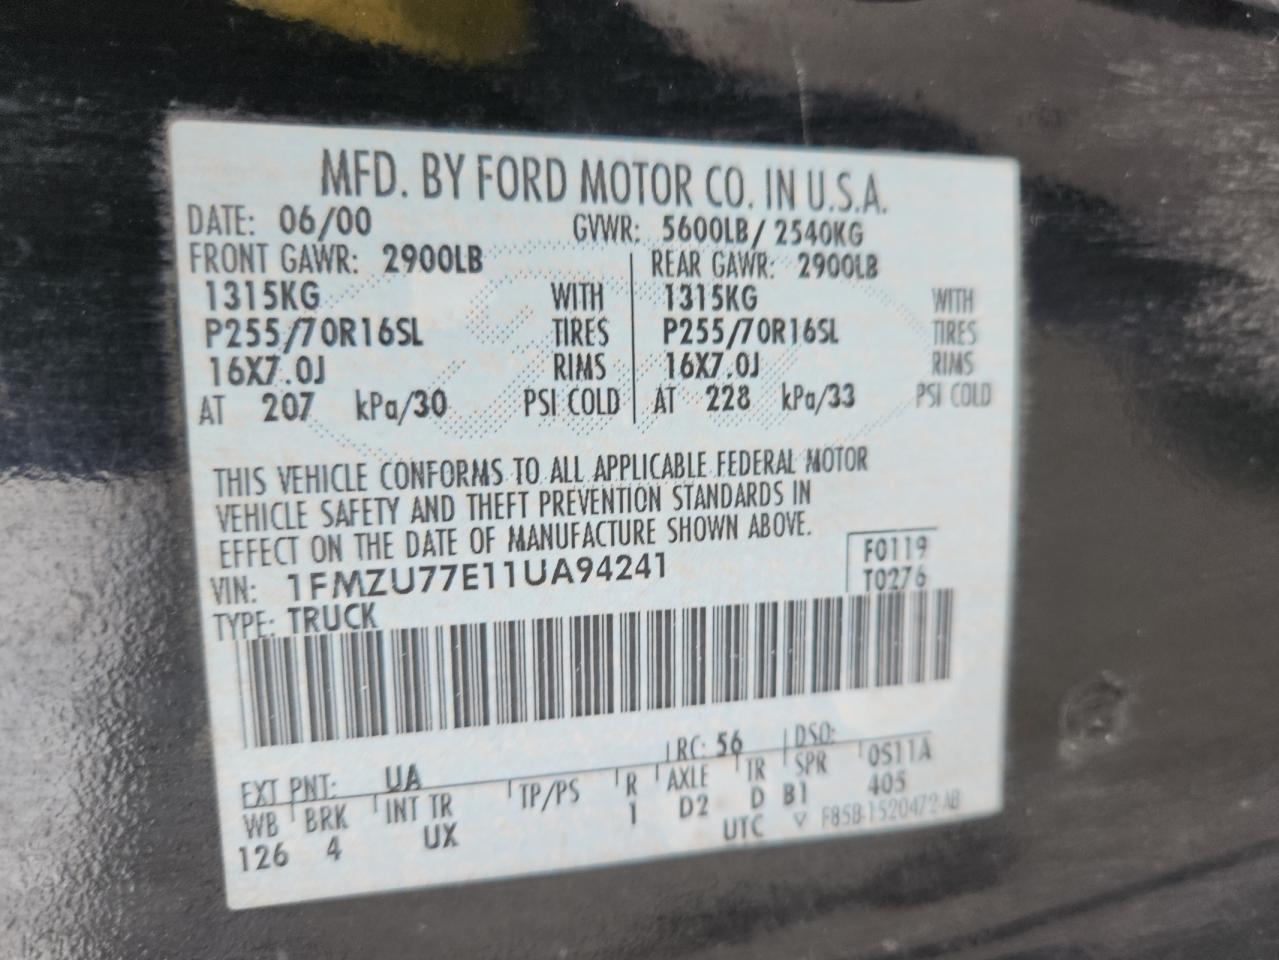 MFD. BY FORD MOTOR CO. IN U.S.A.
DATE: 06/00 GVWR: 5600LB/ 2540KG
FRONT GAWR: 2900LB REAR GAWR: 2900LB
1315KG WITH 1315KG WITH
P255/70R16SL TIRES P255/70R16SL TIRES
16X7.0J RIMS 16X7.0J RIMS
AT 207 kPa/30 PSI COLD AT 228 kPa/33 PSI COLD
THIS VEHICLE CONFORMS TO ALL APPLICABLE FEDERAL MOTOR
VEHICLE SAFETY AND THEFT PREVENTION STANDARDS IN
EFFECT ON THE DATE OF MANUFACTURE SHOWN ABOVE.
VIN: 1FMZU77E11UA94241 F0119
TYPE: TRUCK T0276
EXT PNT: UA RC: 56 DSO:
WB BRK INT TR TP/PS R AXLE TR SPR 0S11A
126 4 UX 1 D2 D B1 405
UTC ▽ F85B-1520472-AB